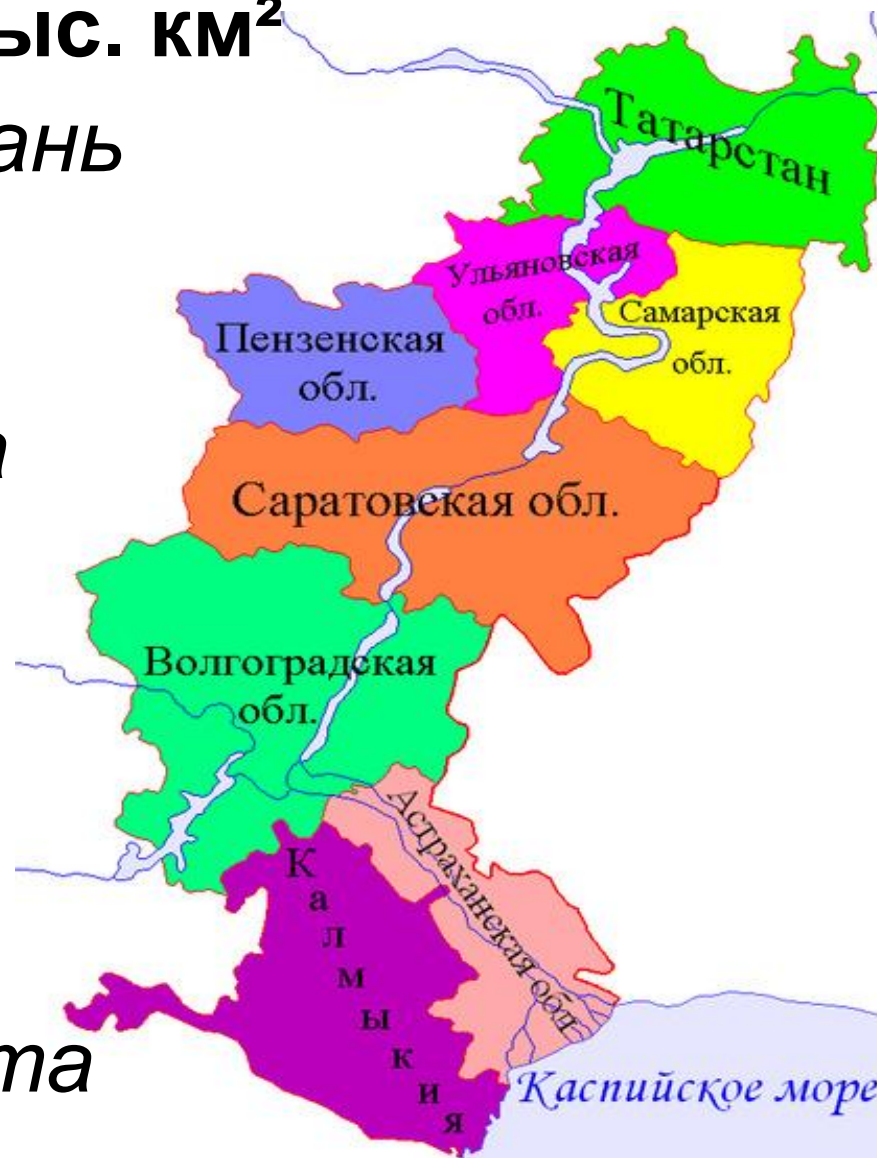 ыс. км²
ань
Татарстан
Ульяновская
обл.
Самарская
обл.
Пензенская
обл.
а
Саратовская обл.
Волгоградская
обл.
Астраханская обл
Калмыкия
та
Каспийское море